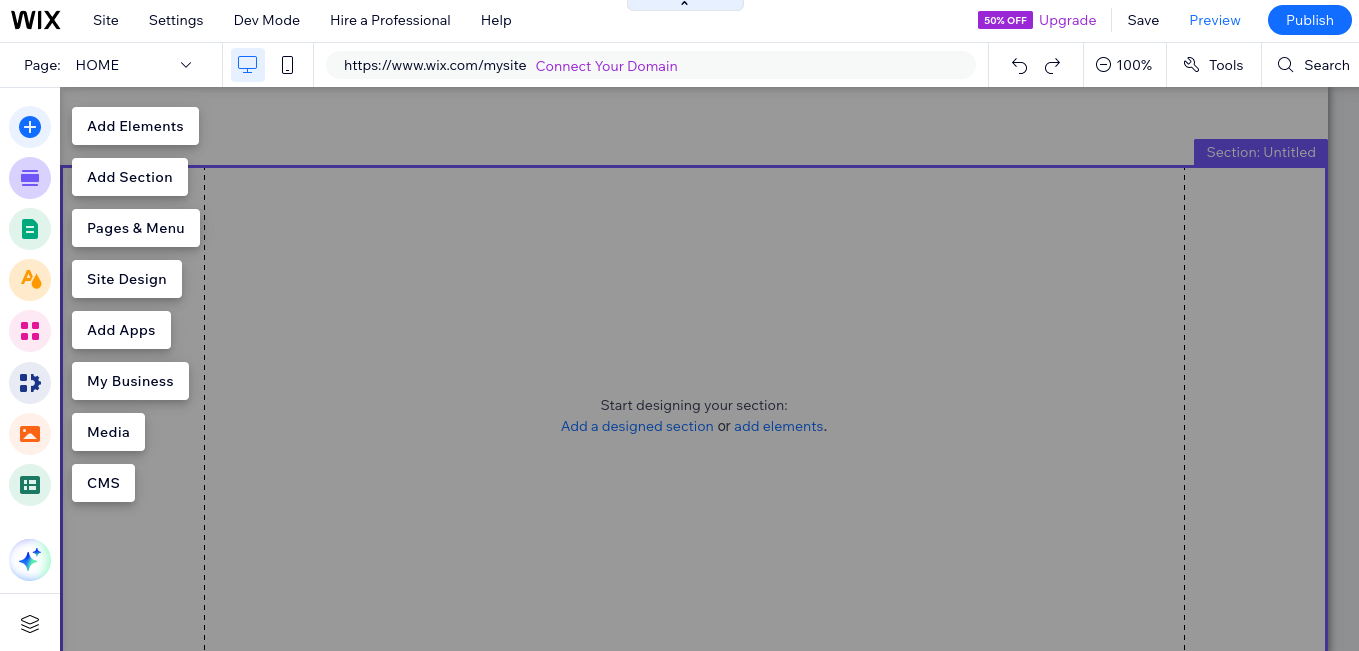 WIX Site Settings Dev Mode Hire a Professional Help 50% OFF Upgrade Save Preview Publish
Page: HOME https://www.wix.com/mysite Connect Your Domain 100% Tools Search
Add Elements
Section: Untitled
Add Section
Pages & Menu
Site Design
Add Apps
My Business
Start designing your section:
Add a designed section or add elements.
Media
CMS